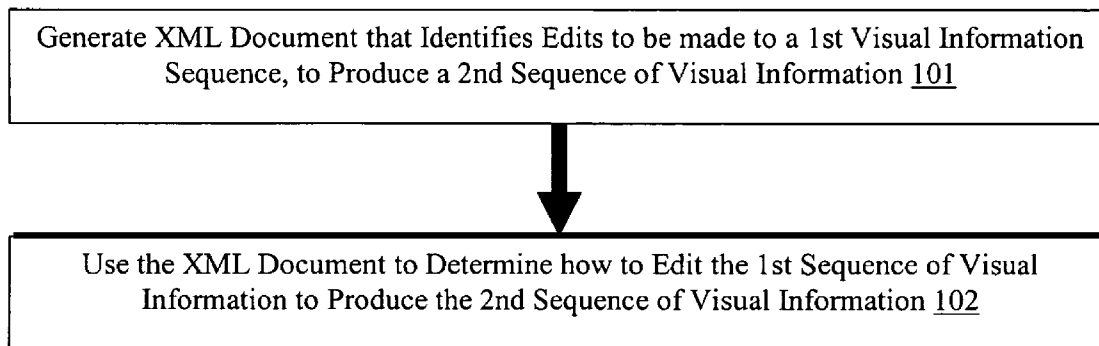 Generate XML Document that Identifies Edits to be made to a 1st Visual Information
Sequence, to Produce a 2nd Sequence of Visual Information 101
Use the XML Document to Determine how to Edit the 1st Sequence of Visual
Information to Produce the 2nd Sequence of Visual Information 102